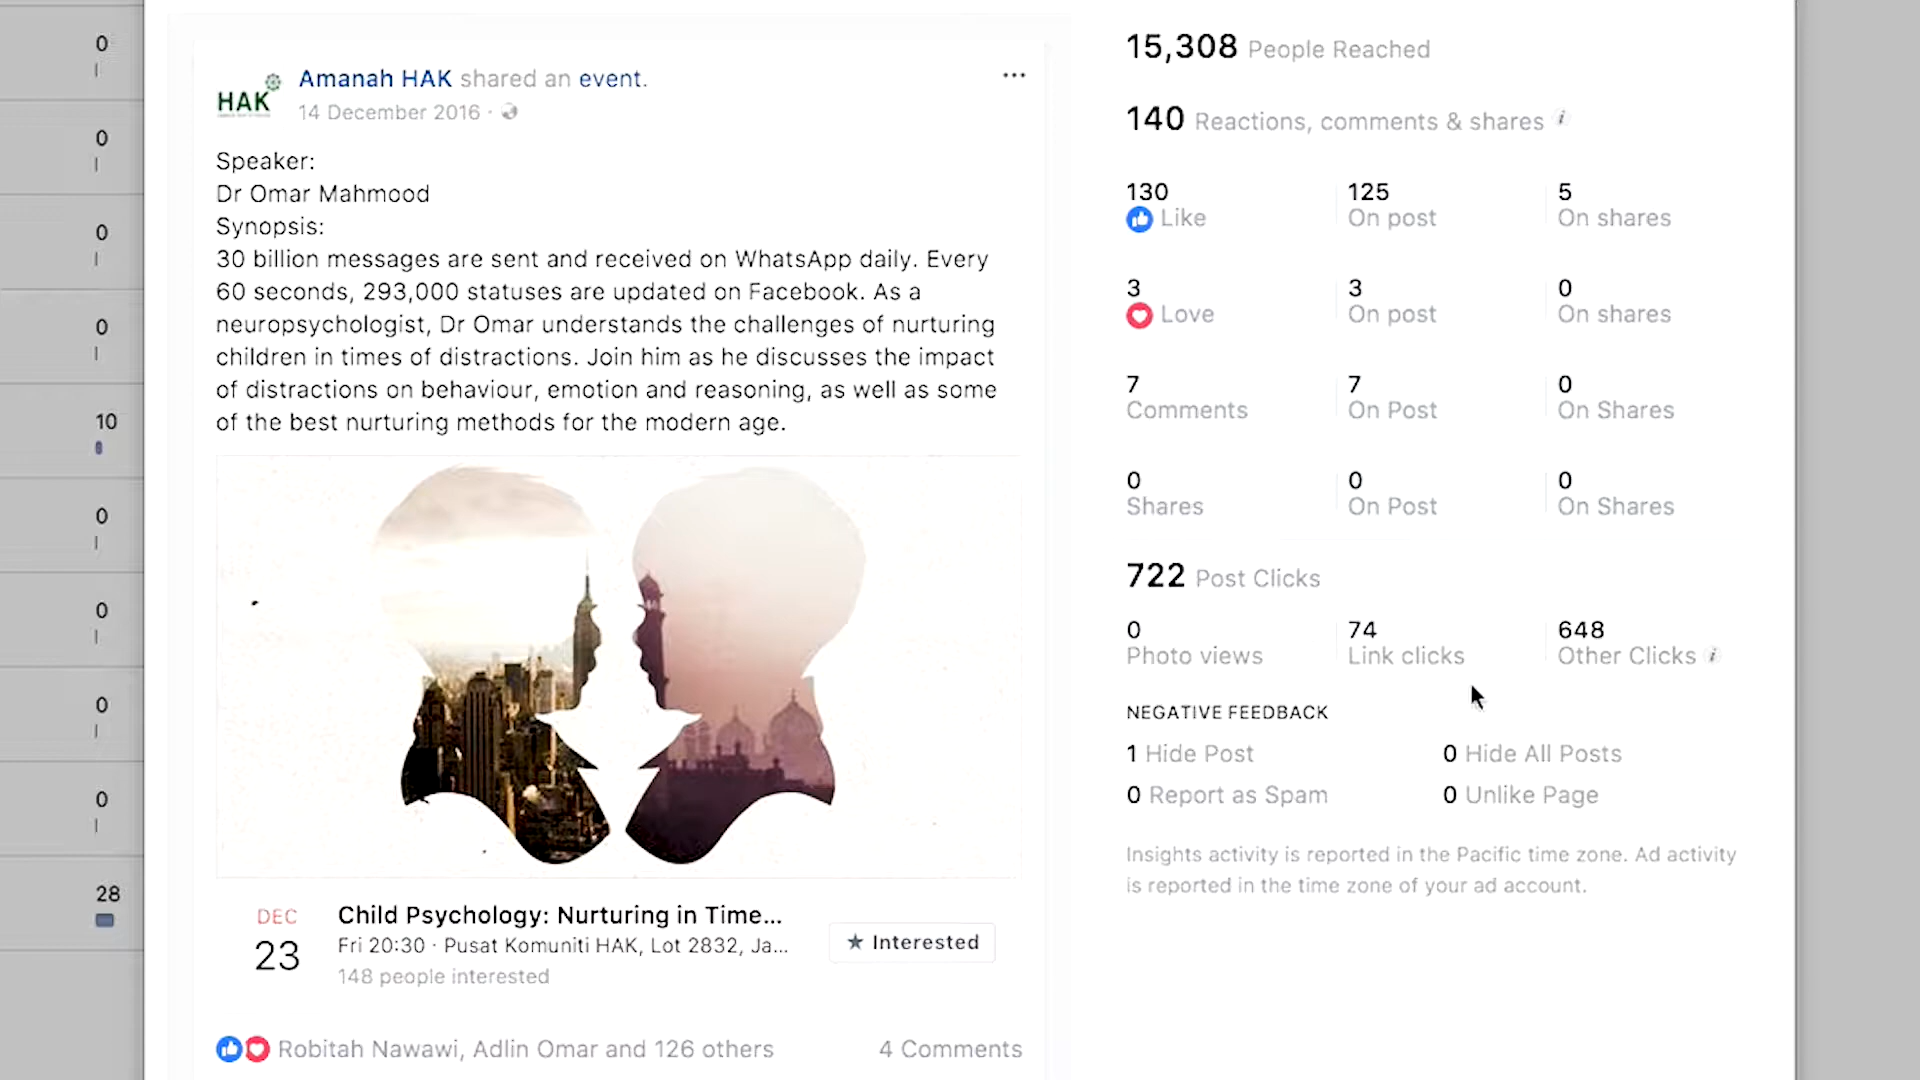 0
0
0
0
10
0
0
0
0
28
HAK
Amanah HAK shared an event.
14 December 2016 ·
Speaker:
Dr Omar Mahmood
Synopsis:
30 billion messages are sent and received on WhatsApp daily. Every
60 seconds, 293,000 statuses are updated on Facebook. As a
neuropsychologist, Dr Omar understands the challenges of nurturing
children in times of distractions. Join him as he discusses the impact
of distractions on behaviour, emotion and reasoning, as well as some
of the best nurturing methods for the modern age.
DEC
23
Child Psychology: Nurturing in Time...
Fri 20:30 · Pusat Komuniti HAK, Lot 2832, Ja...
148 people interested
★ Interested
Robitah Nawawi, Adlin Omar and 126 others
4 Comments
15,308 People Reached
140 Reactions, comments & shares i
130 125 5
Like On post On shares
3 3 0
Love On post On shares
7 7 0
Comments On Post On Shares
0 0 0
Shares On Post On Shares
722 Post Clicks
0 74 648
Photo views Link clicks Other Clicks i
NEGATIVE FEEDBACK
1 Hide Post 0 Hide All Posts
0 Report as Spam 0 Unlike Page
Insights activity is reported in the Pacific time zone. Ad activity
is reported in the time zone of your ad account.